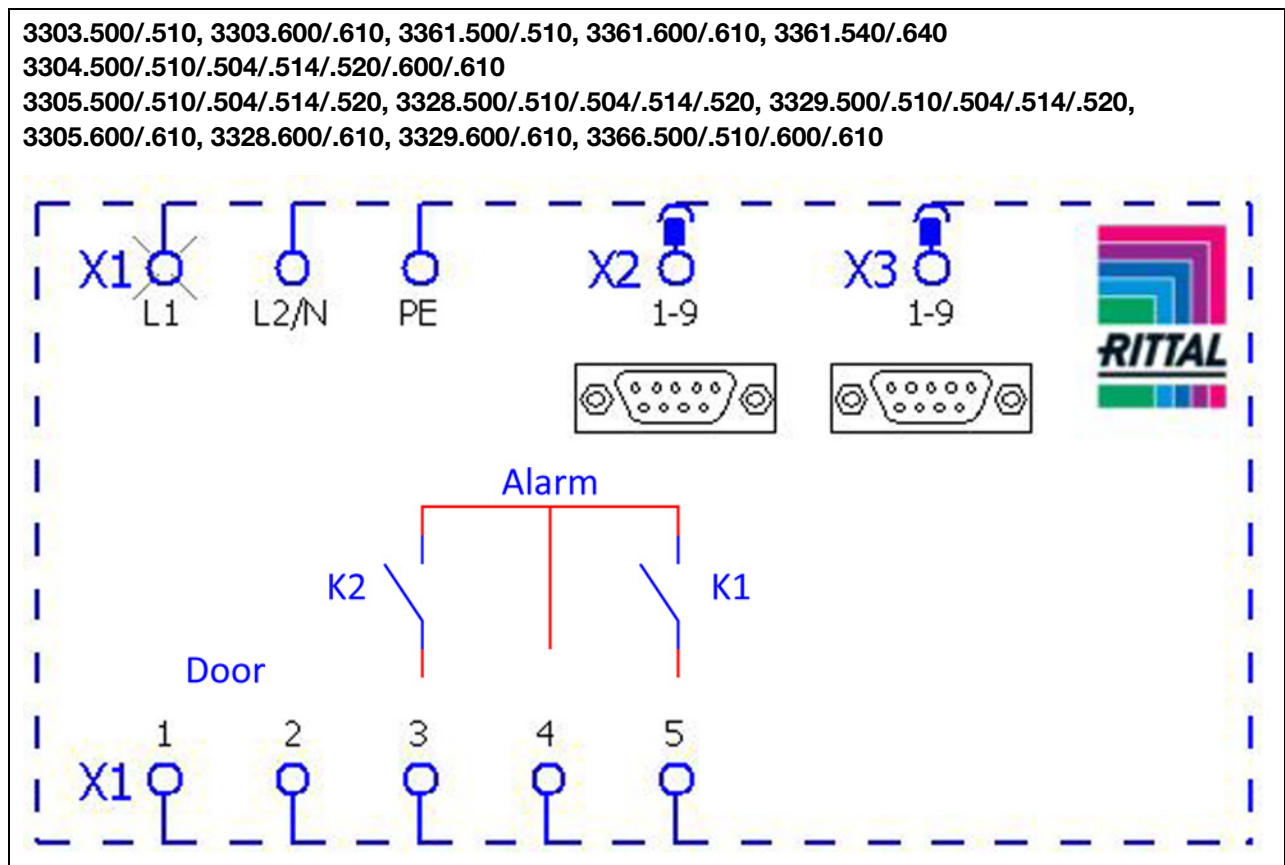 3303.500/.510, 3303.600/.610, 3361.500/.510, 3361.600/.610, 3361.540/.640
3304.500/.510/.504/.514/.520/.600/.610
3305.500/.510/.504/.514/.520, 3328.500/.510/.504/.514/.520, 3329.500/.510/.504/.514/.520,
3305.600/.610, 3328.600/.610, 3329.600/.610, 3366.500/.510/.600/.610
X1 X2 X3
L1 L2/N PE 1-9 1-9
RITTAL
Alarm
K2 K1
Door
1 2 3 4 5
X1